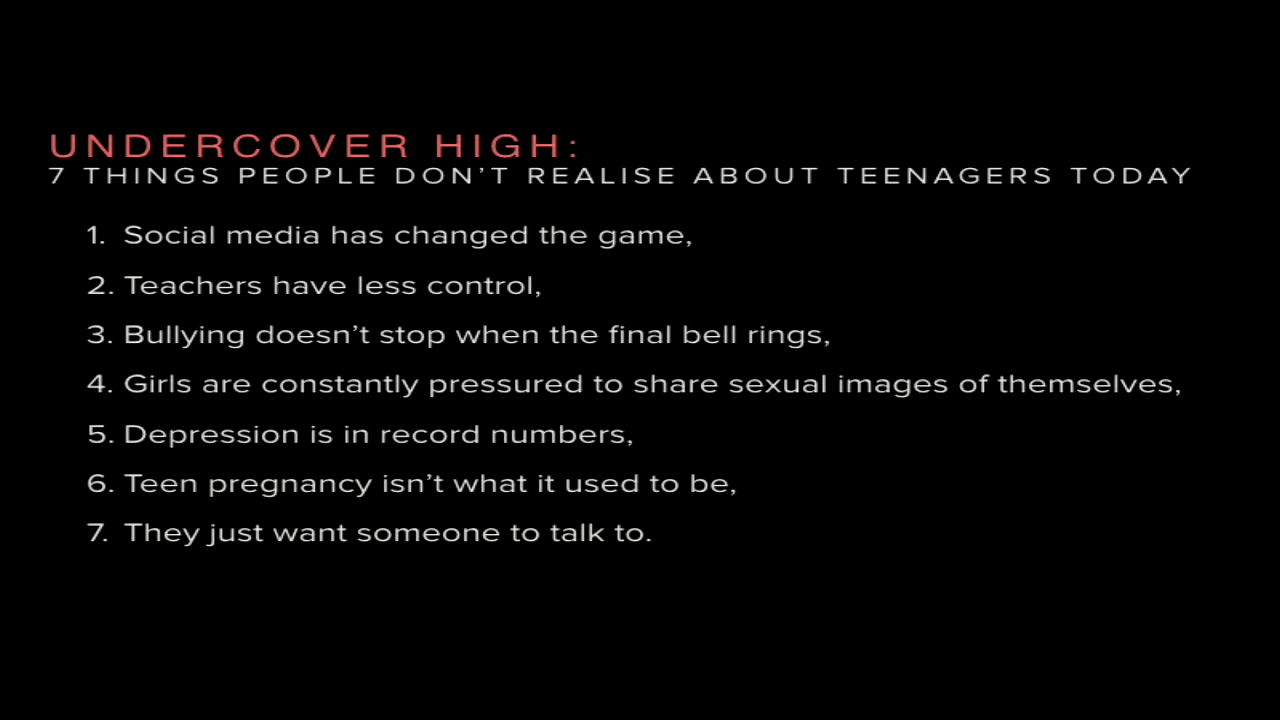 UNDERCOVER HIGH:
7 THINGS PEOPLE DON’T REALISE ABOUT TEENAGERS TODAY
1. Social media has changed the game,
2. Teachers have less control,
3. Bullying doesn’t stop when the final bell rings,
4. Girls are constantly pressured to share sexual images of themselves,
5. Depression is in record numbers,
6. Teen pregnancy isn’t what it used to be,
7. They just want someone to talk to.